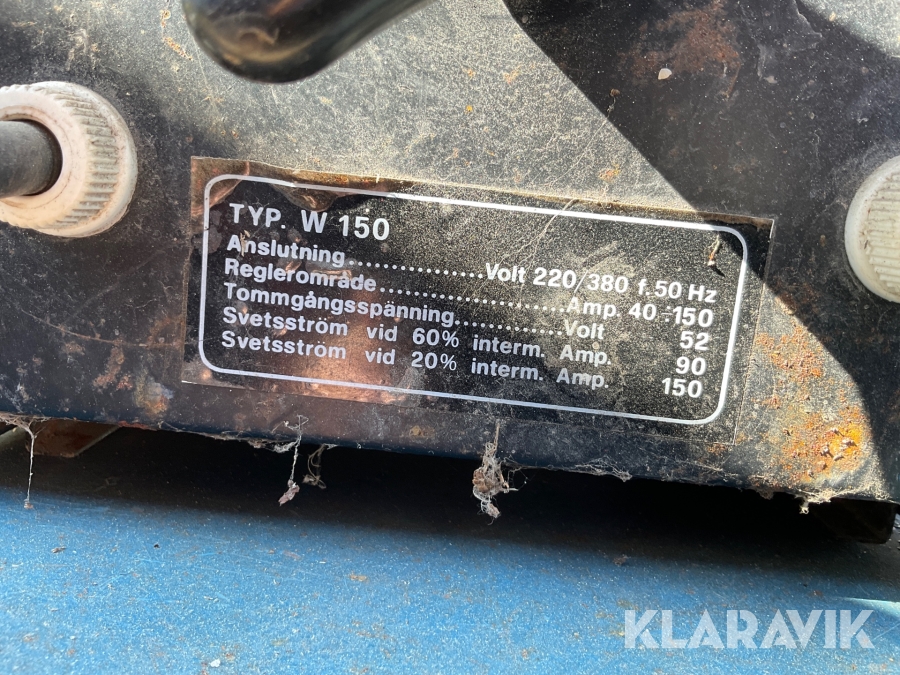 TYP. W 150
Anslutning..................Volt 220/380 f.50 Hz
Reglerområde.......................Amp. 40-150
Tommgångsspänning.............Volt 52
Svetsström vid 60% interm. Amp. 90
Svetsström vid 20% interm. Amp. 150
KLARAVIK